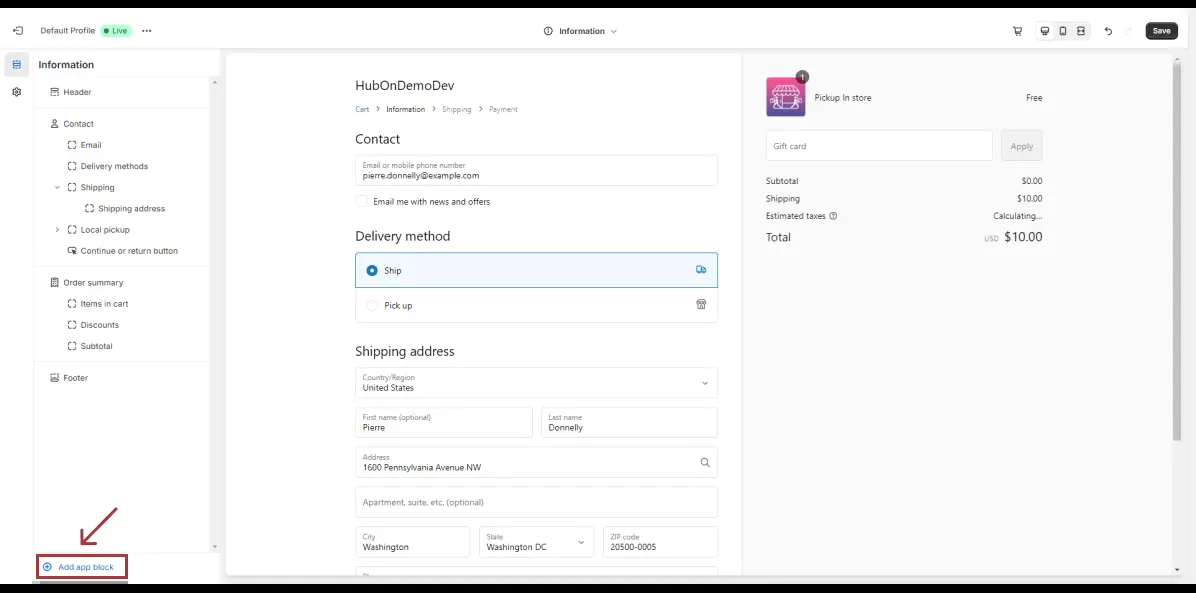 Default Profile Live
Information
Save
Information
Header
Contact
Email
Delivery methods
Shipping
Shipping address
Local pickup
Continue or return button
Order summary
Items in cart
Discounts
Subtotal
Footer
Add app block
HubOnDemoDev
Cart > Information > Shipping > Payment
Contact
Email or mobile phone number
pierre.donnelly@example.com
Email me with news and offers
Delivery method
Ship
Pick up
Shipping address
Country/Region
United States
First name (optional)
Pierre
Last name
Donnelly
Address
1600 Pennsylvania Avenue NW
Apartment, suite, etc. (optional)
City
Washington
State
Washington DC
ZIP code
20500-0005
1
Pickup In store Free
Gift card Apply
Subtotal $0.00
Shipping $10.00
Estimated taxes Calculating...
Total USD $10.00